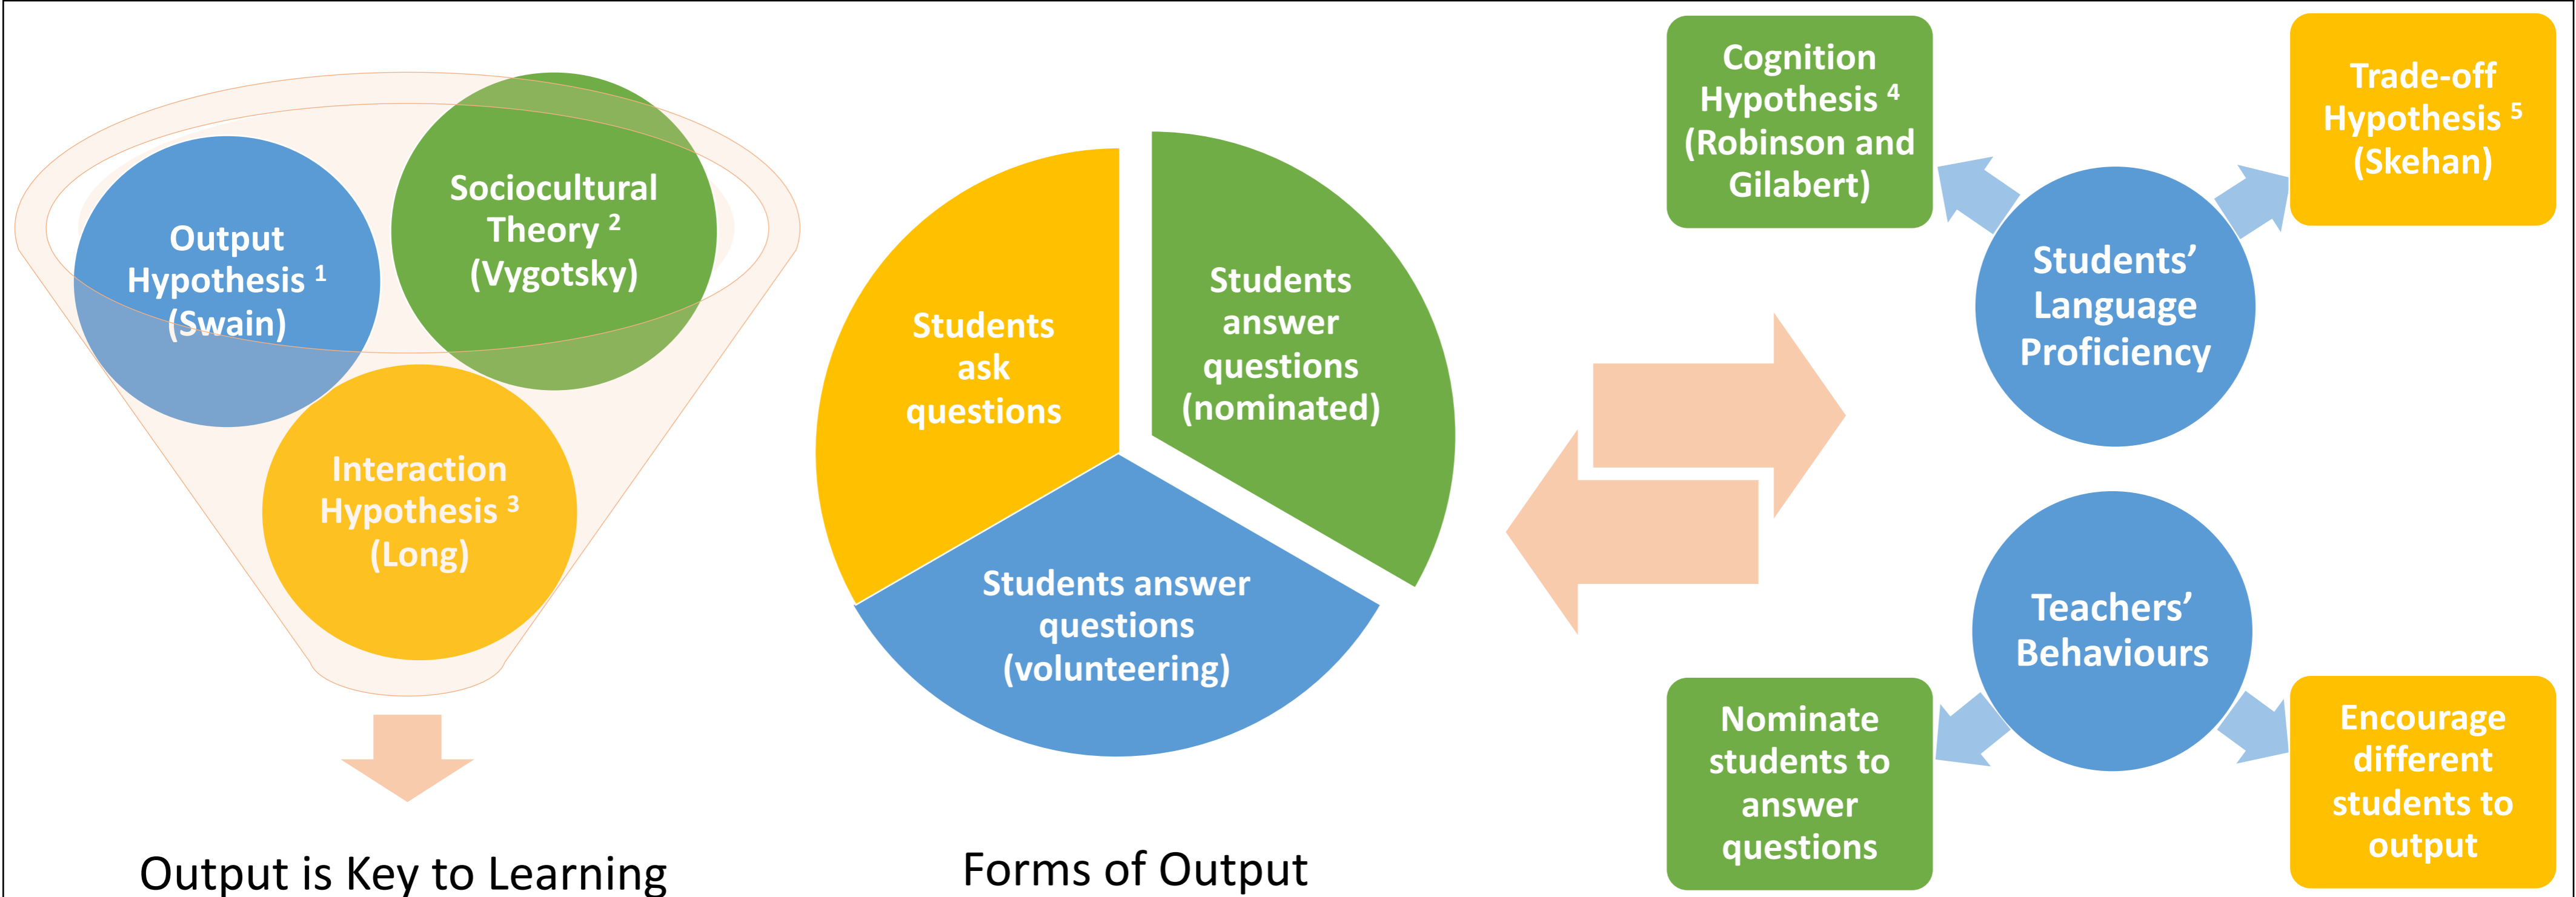 Output
Hypothesis 1
(Swain)
Sociocultural
Theory 2
(Vygotsky)
Interaction
Hypothesis 3
(Long)
Output is Key to Learning
Students
ask
questions
Students
answer
questions
(nominated)
Students answer
questions
(volunteering)
Forms of Output
Cognition
Hypothesis 4
(Robinson and
Gilabert)
Trade-off
Hypothesis 5
(Skehan)
Students’
Language
Proficiency
Teachers’
Behaviours
Nominate
students to
answer
questions
Encourage
different
students to
output